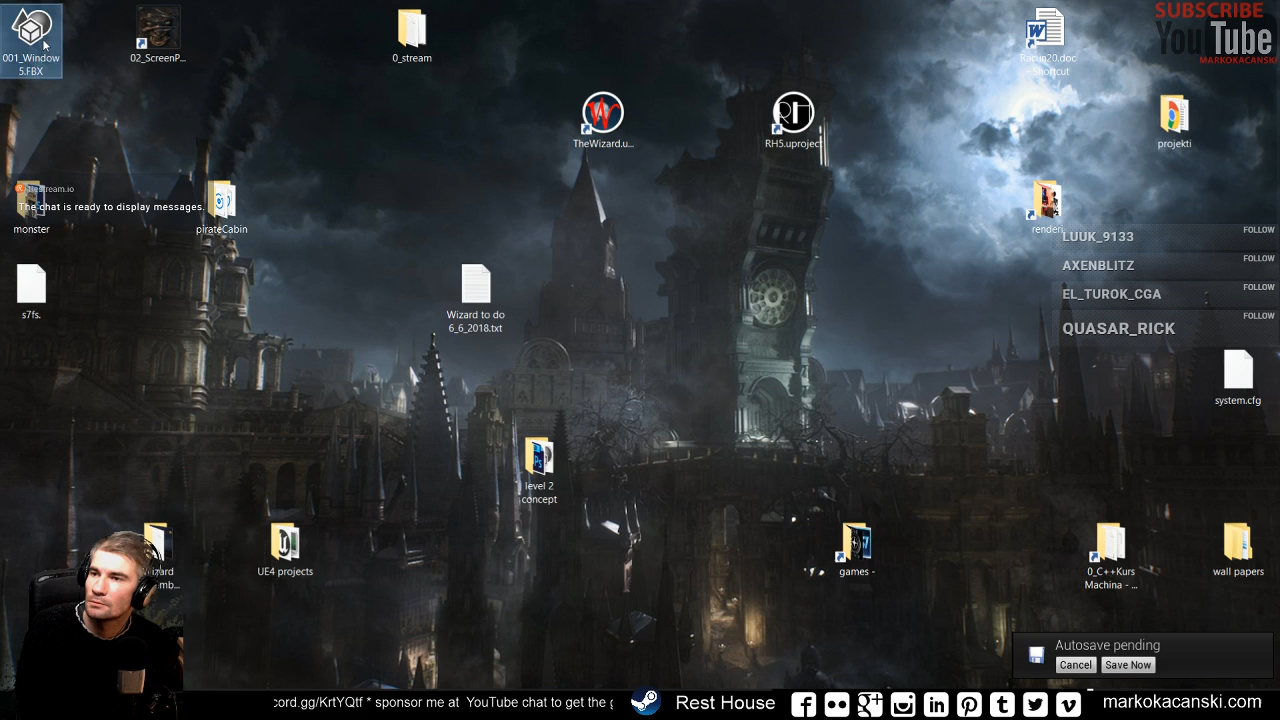 001_Window
5.FBX
02_ScreenP...
0_stream
Racun20.doc
- Shortcut
SUBSCRIBE
YouTube
MARKOKACANSKI
TheWizard.u...
RH5.uproject
projekti
Restream.io
The chat is ready to display messages.
monster
pirateCabin
renderi
LUUK_9133
FOLLOW
AXENBLITZ
FOLLOW
EL_TUROK_CGA
FOLLOW
QUASAR_RICK
FOLLOW
s7fs.
Wizard to do
6_6_2018.txt
system.cfg
level 2
concept
UE4 projects
games -
0_C++Kurs
Machina - ...
wall papers
Autosave pending
Cancel
Save Now
cord.gg/KrtYQtf
sponsor me at YouTube chat to get the
Rest House
markokacanski.com